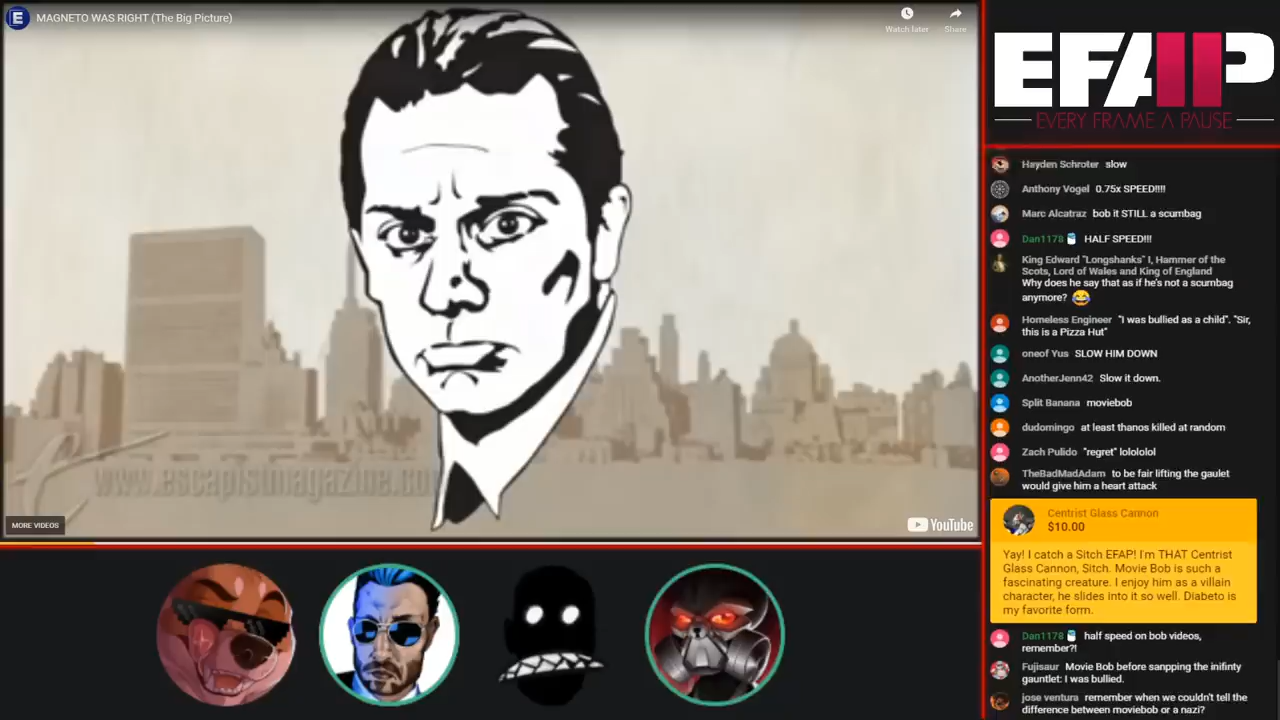 MAGNETO WAS RIGHT (The Big Picture)
Watch later
Share
www.escapistmagazine.com
MORE VIDEOS
YouTube
EFAP
EVERY FRAME A PAUSE
Hayden Schroter slow
Anthony Vogel 0.75x SPEED!!!!
Marc Alcatraz bob it STILL a scumbag
Dan1178 HALF SPEED!!!
King Edward "Longshanks" I, Hammer of the
Scots, Lord of Wales and King of England
Why does he say that as if he's not a scumbag
anymore? 😂
Homeless Engineer "I was bullied as a child". "Sir,
this is a Pizza Hut"
oneof Yus SLOW HIM DOWN
AnotherJenn42 Slow it down.
Split Banana moviebob
dudomingo at least thanos killed at random
Zach Pulido "regret" lolololol
TheBadMadAdam to be fair lifting the gaulet
would give him a heart attack
Centrist Glass Cannon
$10.00
Yay! I catch a Sitch EFAP! I'm THAT Centrist
Glass Cannon, Sitch. Movie Bob is such a
fascinating creature. I enjoy him as a villain
character, he slides into it so well. Diabeto is
my favorite form.
Dan1178 half speed on bob videos,
remember?!
Fujisaur Movie Bob before sanpping the inifinty
gauntlet: I was bullied.
jose ventura remember when we couldn't tell the
difference between moviebob or a nazi?